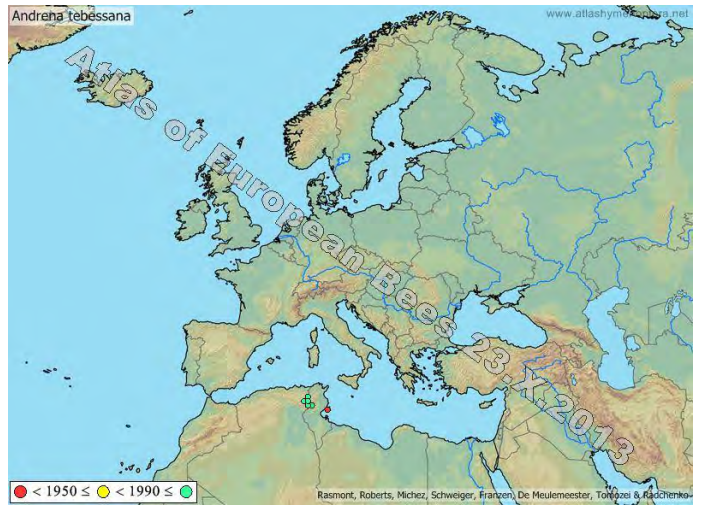 Andrena tebessana
www.atlashymenoptera.net
Atlas of European Bees 23.X.2013
< 1950 ≤ < 1990 ≤
Rasmont, Roberts, Michez, Schweiger, Franzen, De Meulemeester, Tomozei & Radchenko